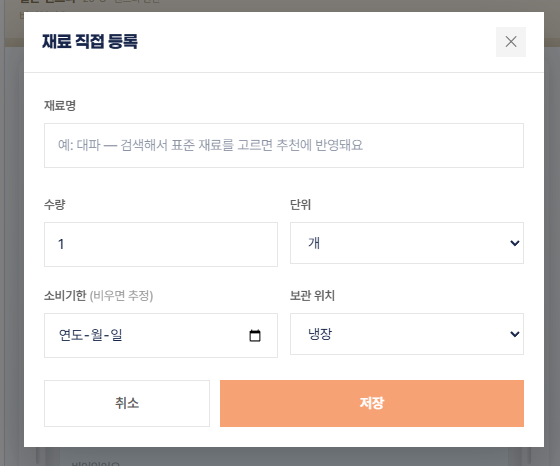 재료 직접 등록
재료명
예: 대파 — 검색해서 표준 재료를 고르면 추천에 반영돼요
수량
단위
1
개
소비기한 (비우면 추정)
보관 위치
연도-월-일
냉장
취소
저장